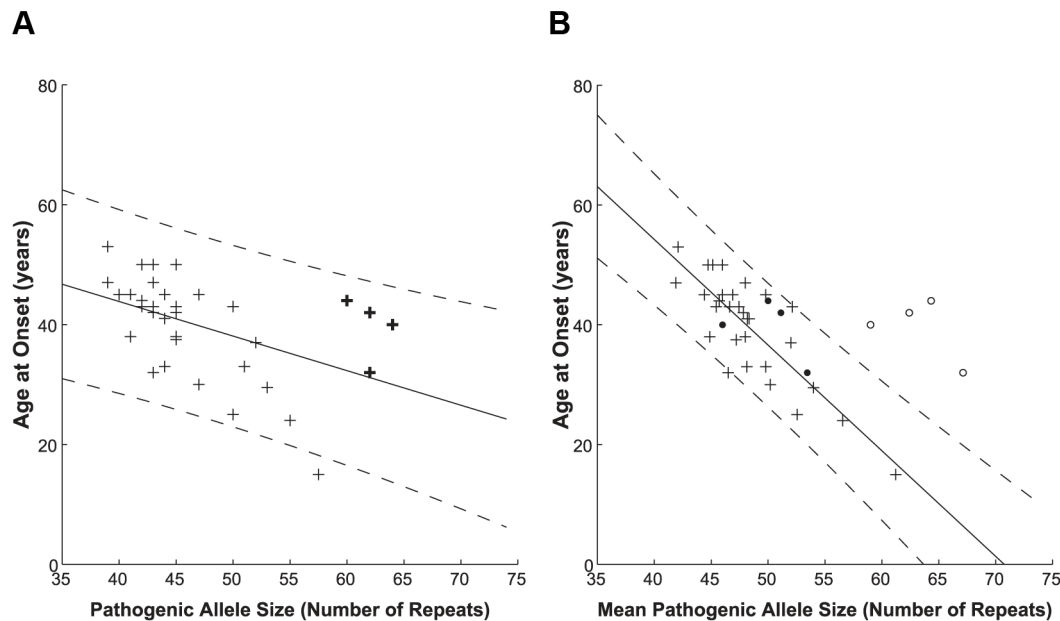 A
B
80
60
40
20
0
Age at Onset (years)
35 40 45 50 55 60 65 70 75
Pathogenic Allele Size (Number of Repeats)
80
60
40
20
0
Age at Onset (years)
35 40 45 50 55 60 65 70 75
Mean Pathogenic Allele Size (Number of Repeats)